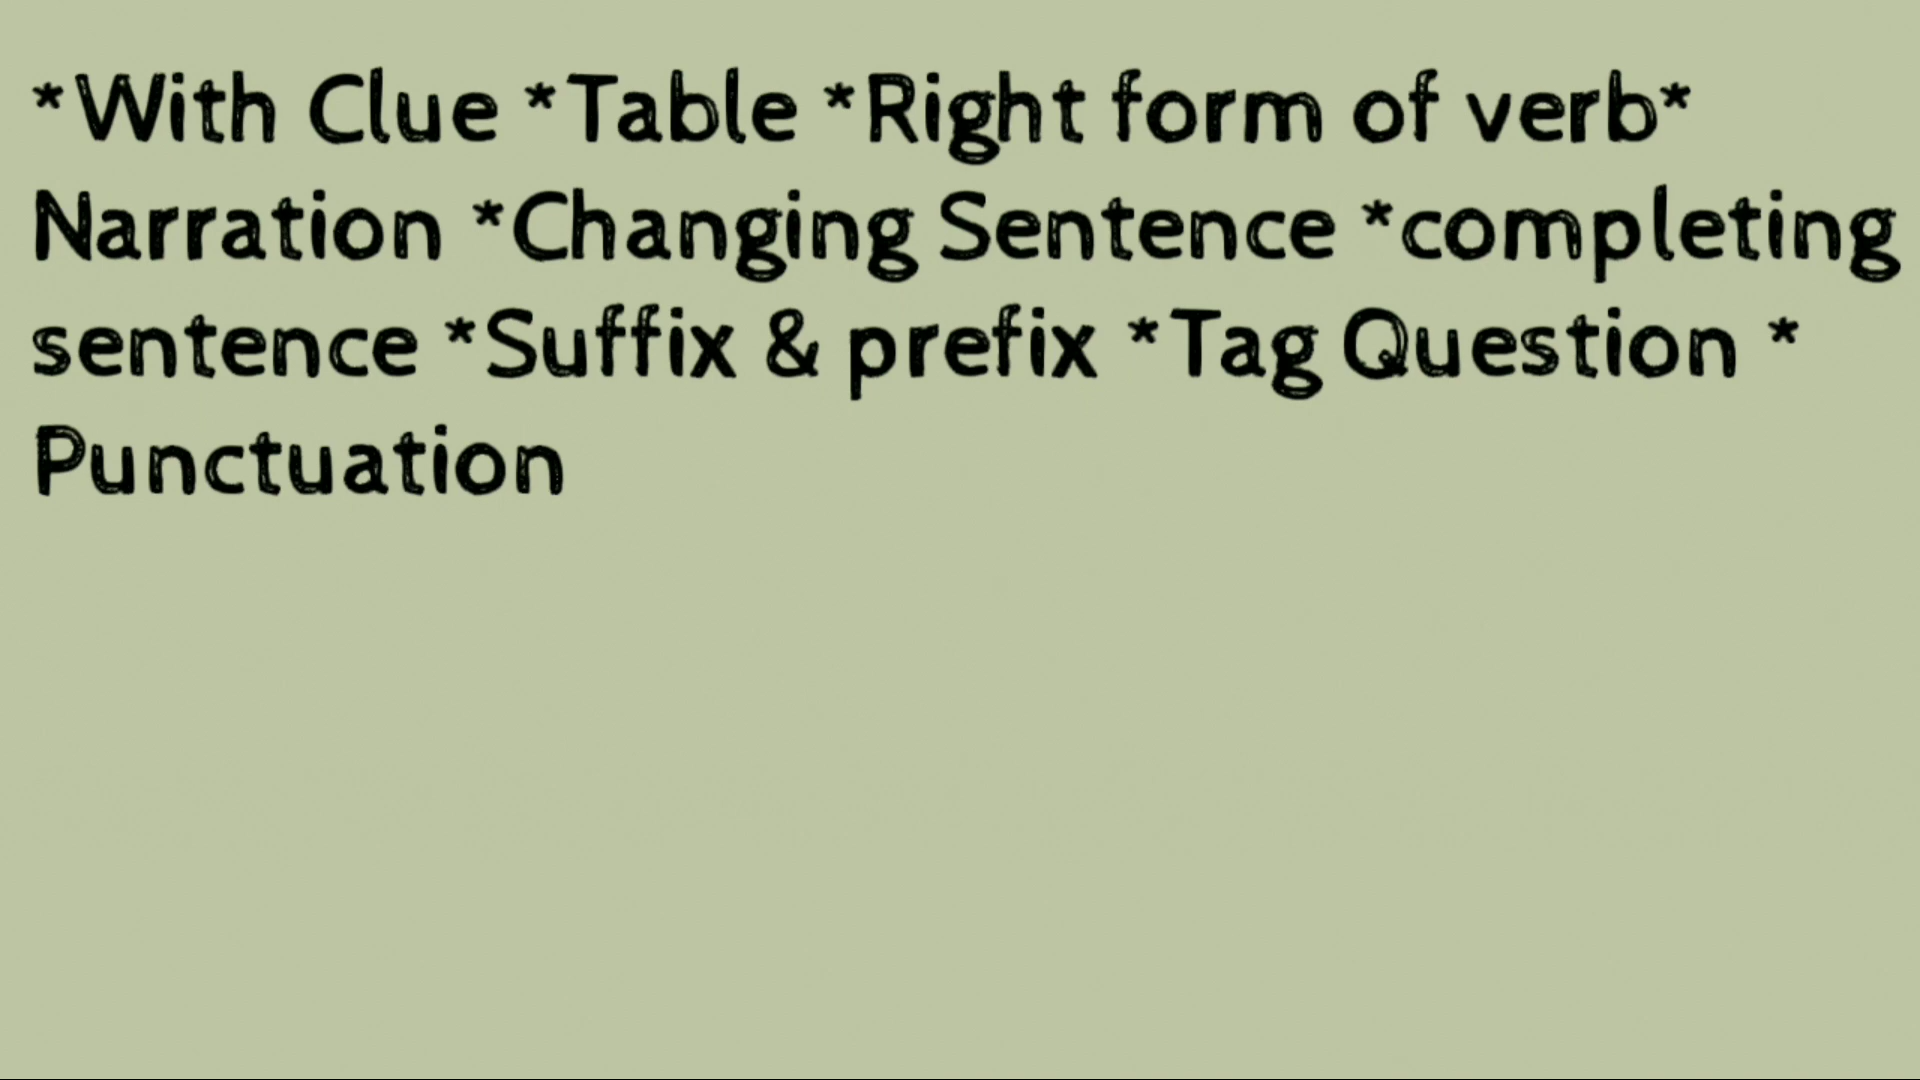 *With Clue *Table *Right form of verb*
Narration *Changing Sentence *completing
sentence *Suffix & prefix *Tag Question *
Punctuation